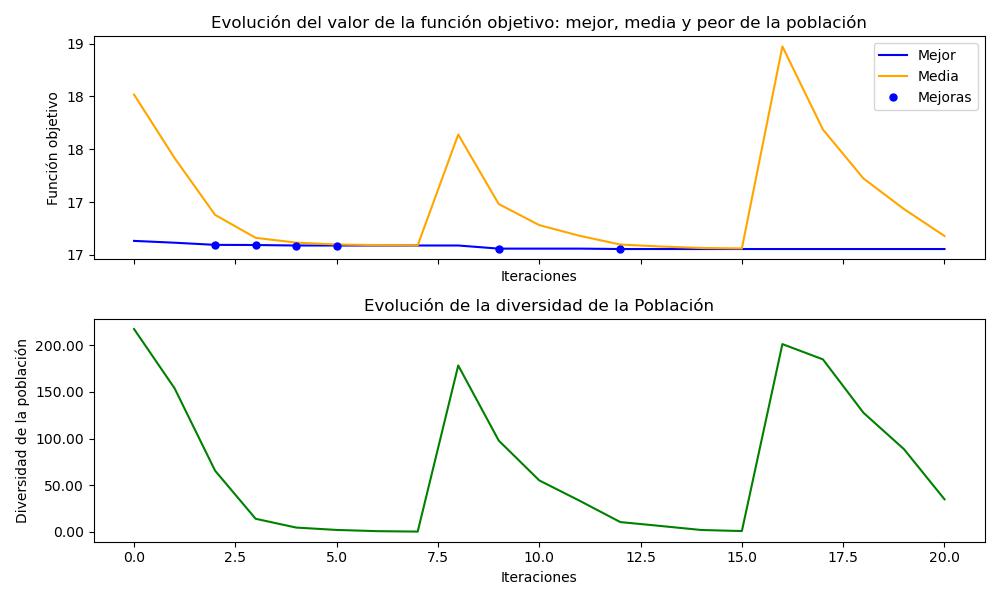 Evolución del valor de la función objetivo: mejor, media y peor de la población
Función objetivo
19
18
18
17
17
Mejor
Media
Mejoras
Iteraciones
Evolución de la diversidad de la Población
Diversidad de la población
200.00
150.00
100.00
50.00
0.00
0.0 2.5 5.0 7.5 10.0 12.5 15.0 17.5 20.0
Iteraciones